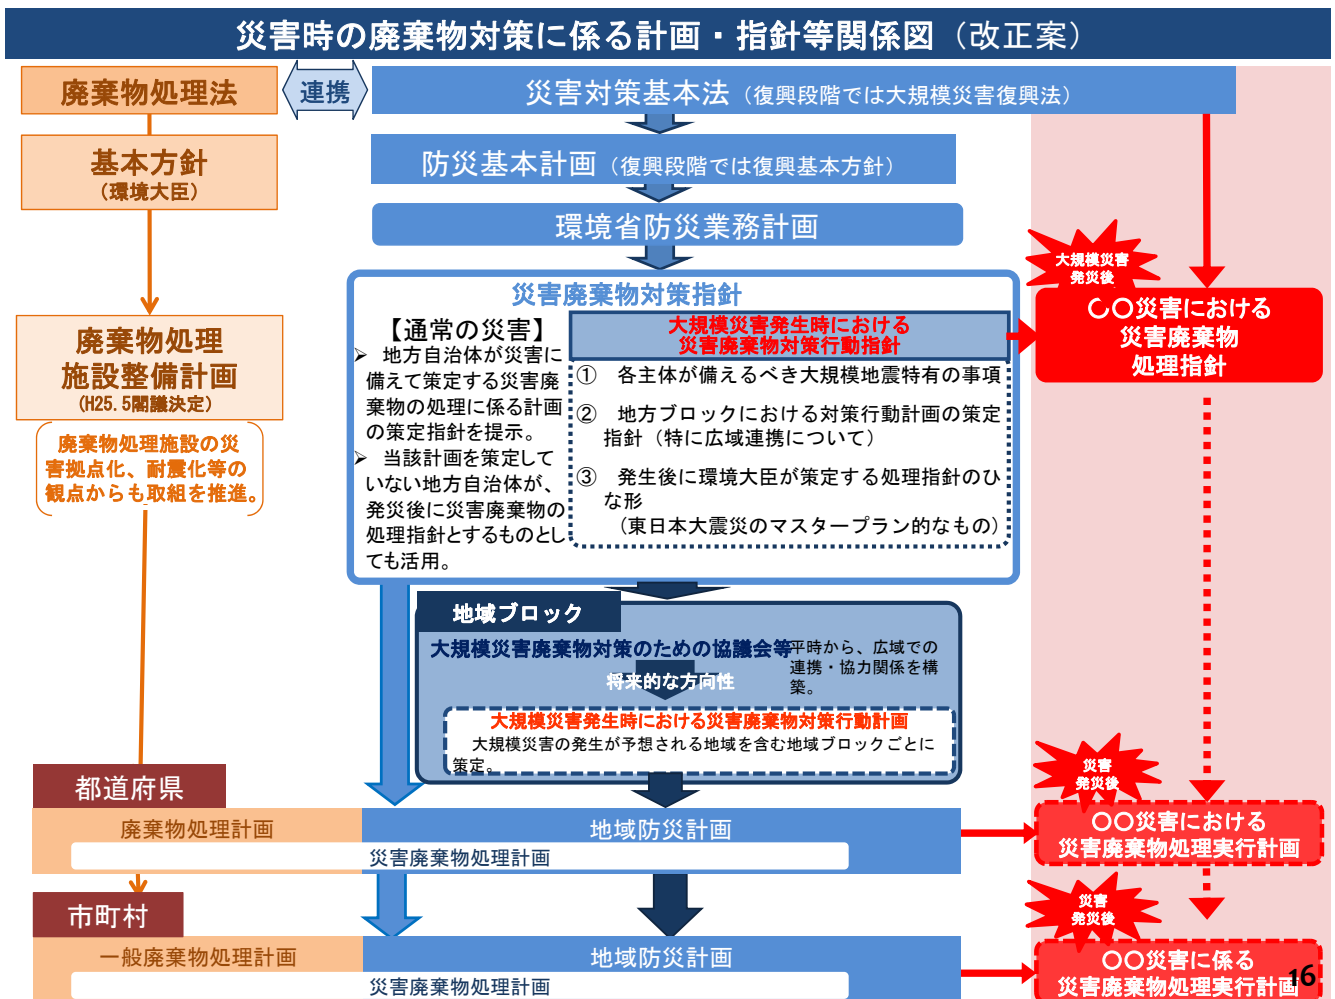 災害時の廃棄物対策に係る計画・指針等関係図（改正案）
廃棄物処理法
連携
災害対策基本法（復興段階では大規模災害復興法）
基本方針
（環境大臣）
防災基本計画（復興段階では復興基本方針）
環境省防災業務計画
廃棄物処理
施設整備計画
（H25.5閣議決定）
廃棄物処理施設の災
害拠点化、耐震化等の
観点からも取組を推進。
災害廃棄物対策指針
【通常の災害】
➢ 地方自治体が災害に
備えて策定する災害廃
棄物の処理に係る計画
の策定指針を提示。
➢ 当該計画を策定して
いない地方自治体が、
発災後に災害廃棄物の
処理指針とするものとし
ても活用。
大規模災害発生時における
災害廃棄物対策行動指針
① 各主体が備えるべき大規模地震特有の事項
② 地方ブロックにおける対策行動計画の策定
指針（特に広域連携について）
③ 発生後に環境大臣が策定する処理指針のひ
な形
（東日本大震災のマスタープラン的なもの）
大規模災害
発災後
〇〇災害における
災害廃棄物
処理指針
地域ブロック
大規模災害廃棄物対策のための協議会等
平時から、広域での
連携・協力関係を構
築。
将来的な方向性
大規模災害発生時における災害廃棄物対策行動計画
大規模災害の発生が予想される地域を含む地域ブロックごとに
策定。
都道府県
廃棄物処理計画
地域防災計画
災害廃棄物処理計画
災害
発災後
〇〇災害における
災害廃棄物処理実行計画
市町村
一般廃棄物処理計画
地域防災計画
災害廃棄物処理計画
災害
発災後
〇〇災害に係る
災害廃棄物処理実行計画
16